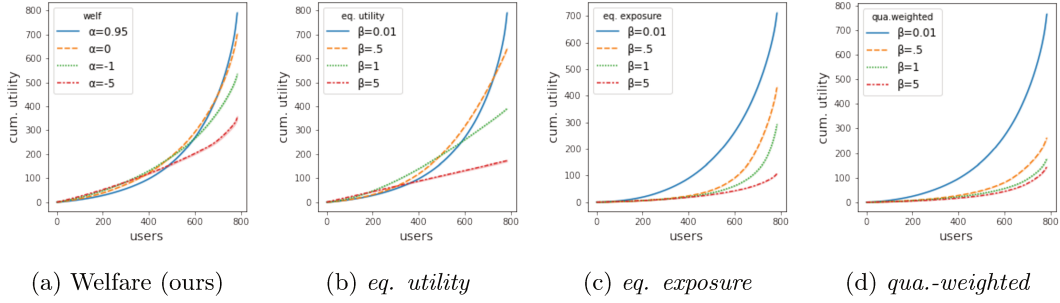 welf
α=0.95
α=0
α=-1
α=-5
cum. utility
800
700
600
500
400
300
200
100
0
0 200 400 600 800
users
(a) Welfare (ours)
eq. utility
β=0.01
β=.5
β=1
β=5
cum. utility
800
700
600
500
400
300
200
100
0
0 200 400 600 800
users
(b) eq. utility
eq. exposure
β=0.01
β=.5
β=1
β=5
cum. utility
700
600
500
400
300
200
100
0
0 200 400 600 800
users
(c) eq. exposure
qua.weighted
β=0.01
β=.5
β=1
β=5
cum. utility
800
700
600
500
400
300
200
100
0
0 200 400 600 800
users
(d) qua.-weighted